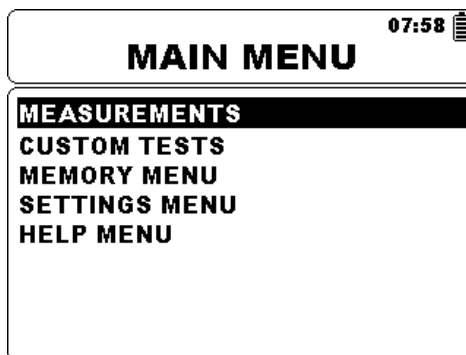 07:58
MAIN MENU
MEASUREMENTS
CUSTOM TESTS
MEMORY MENU
SETTINGS MENU
HELP MENU